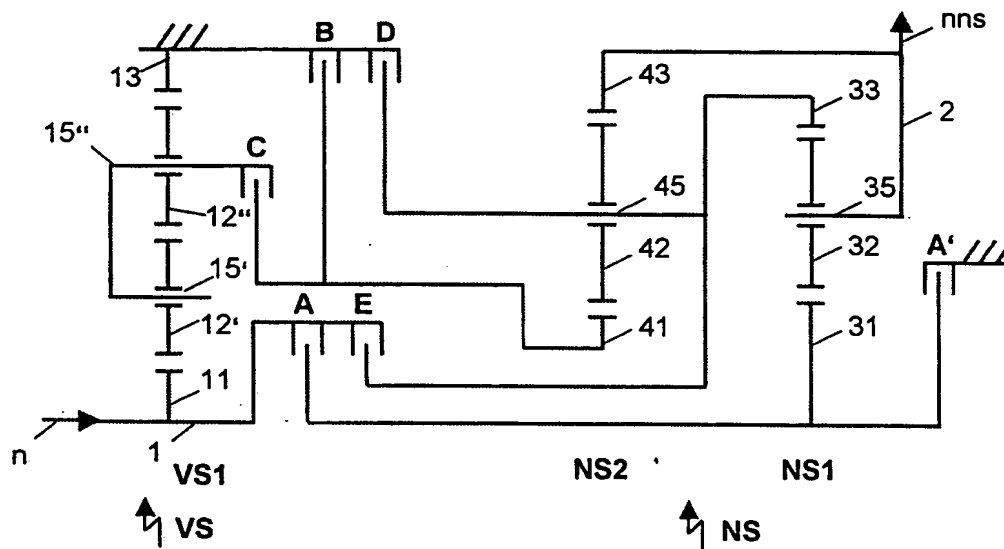 B D nns
13 43 33 2
15“ C 45 35
12“ 42 32 A‘
15‘ A E
12‘ 41 31
11
n 1 VS1 NS2 NS1
VS NS